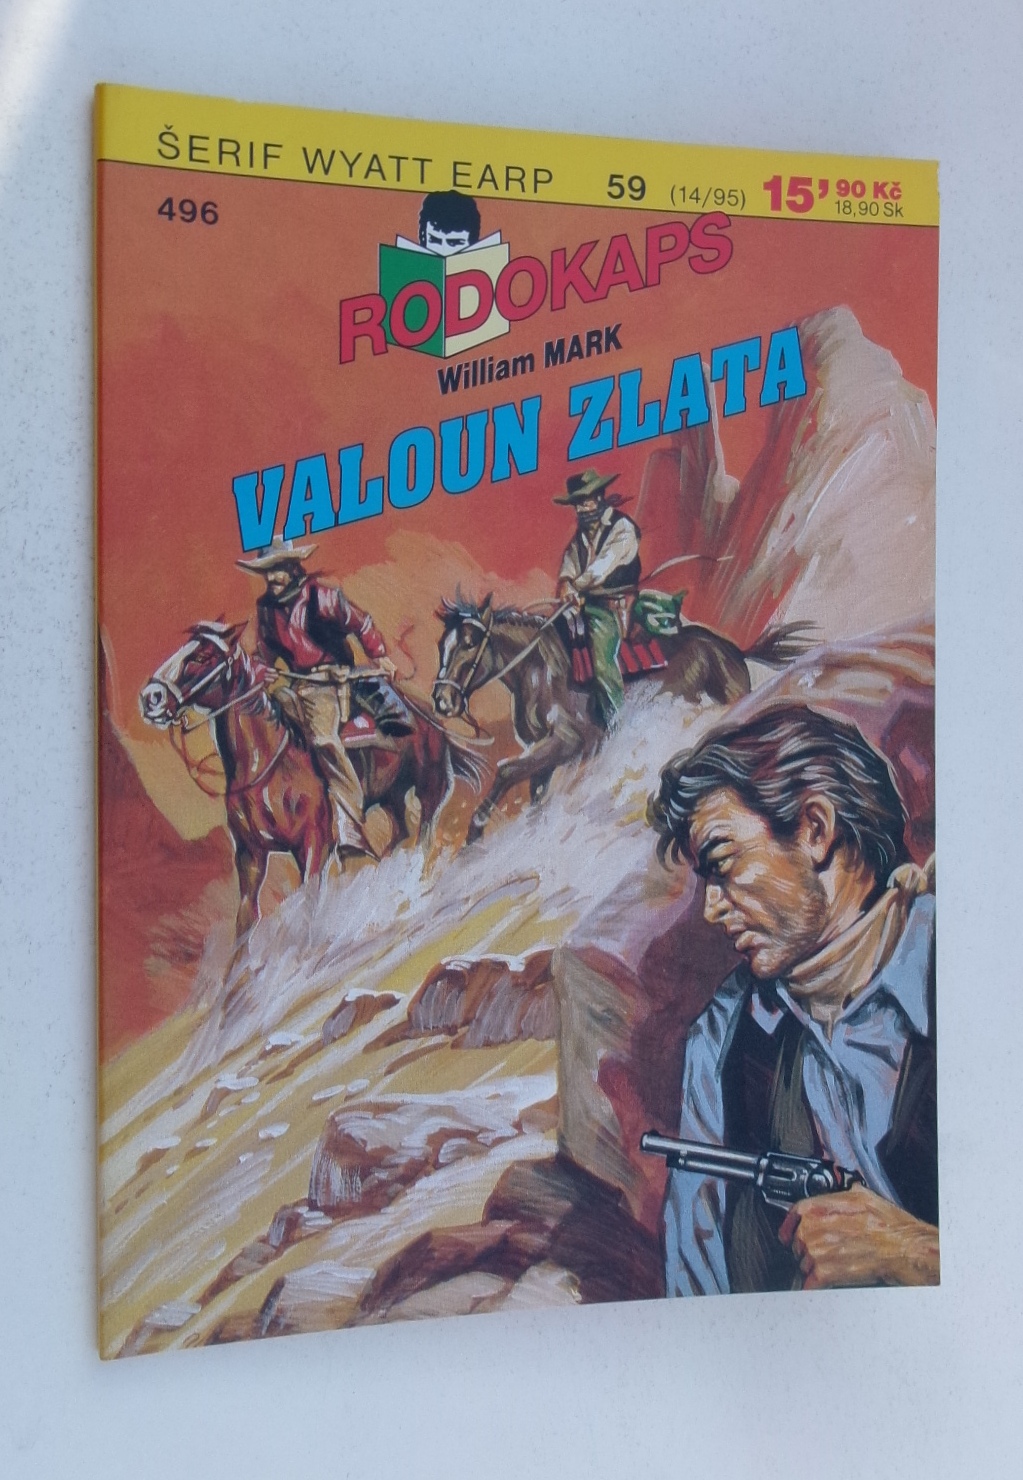 ŠERIF WYATT EARP 59 (14/95) 15,90 Kč
18,90 Sk
496
RODOKAPS
William MARK
VALOUN ZLATA